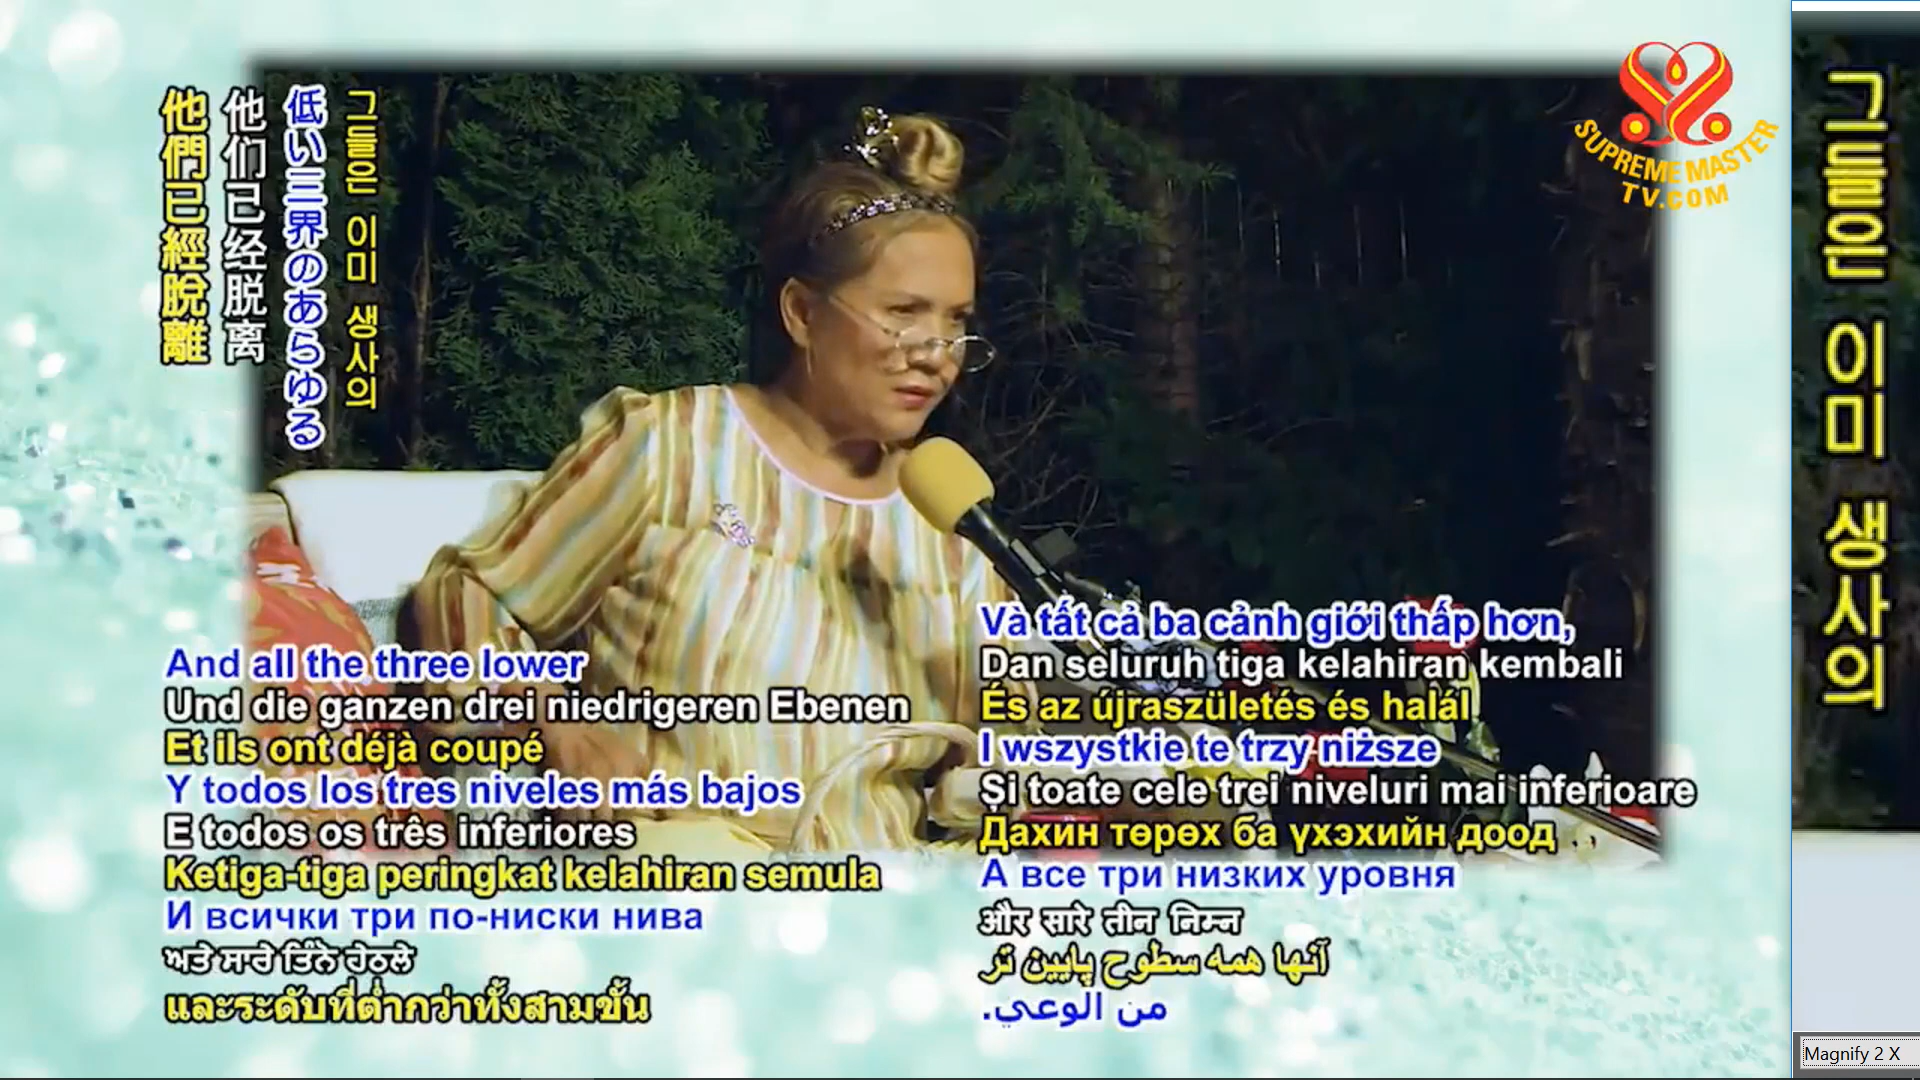 他們已經脫離
他们已经脱离
低い三界のあらゆる
그들은 이미 생사의
SUPREME MASTER
TV.COM
And all the three lower
Und die ganzen drei niedrigeren Ebenen
Et ils ont déjà coupé
Y todos los tres niveles más bajos
E todos os três inferiores
Ketiga-tiga peringkat kelahiran semula
И всички три по-ниски нива
ਅਤੇ ਸਾਰੇ ਤਿੰਨੇ ਹੇਠਲੇ
และระดับที่ต่ำกว่าทั้งสามขั้น
Và tất cả ba cảnh giới thấp hơn,
Dan seluruh tiga kelahiran kembali
És az újraszületés és halál
I wszystkie te trzy niższe
Și toate cele trei niveluri mai inferioare
Дахин төрөх ба үхэхийн доод
А все три низких уровня
और सारे तीन निम्न
آنها همه سطوح پایین تر
من الوعي.
그들은 이미 생사의
Magnify 2 X